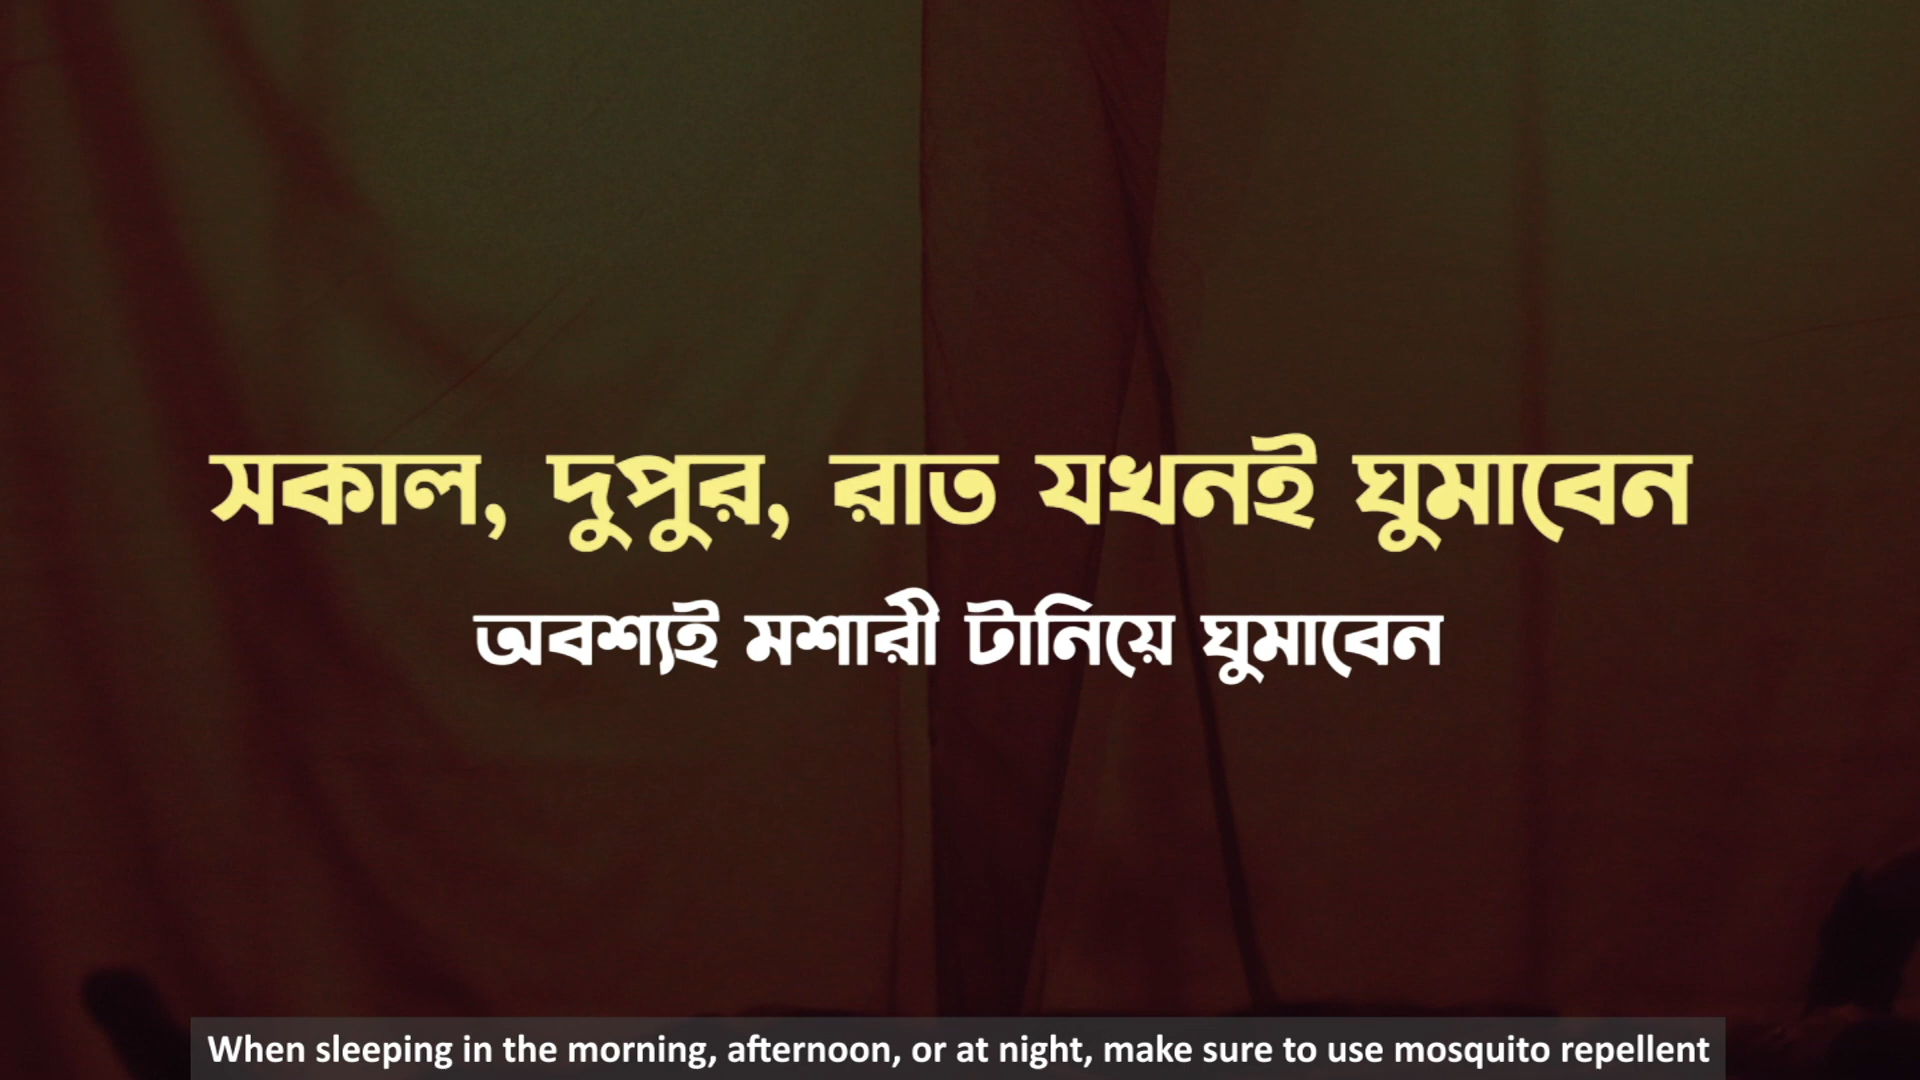 সকাল, দুপুর, রাত যখনই ঘুমাবেন
অবশ্যই মশারী টানিয়ে ঘুমাবেন
When sleeping in the morning, afternoon, or at night, make sure to use mosquito repellent